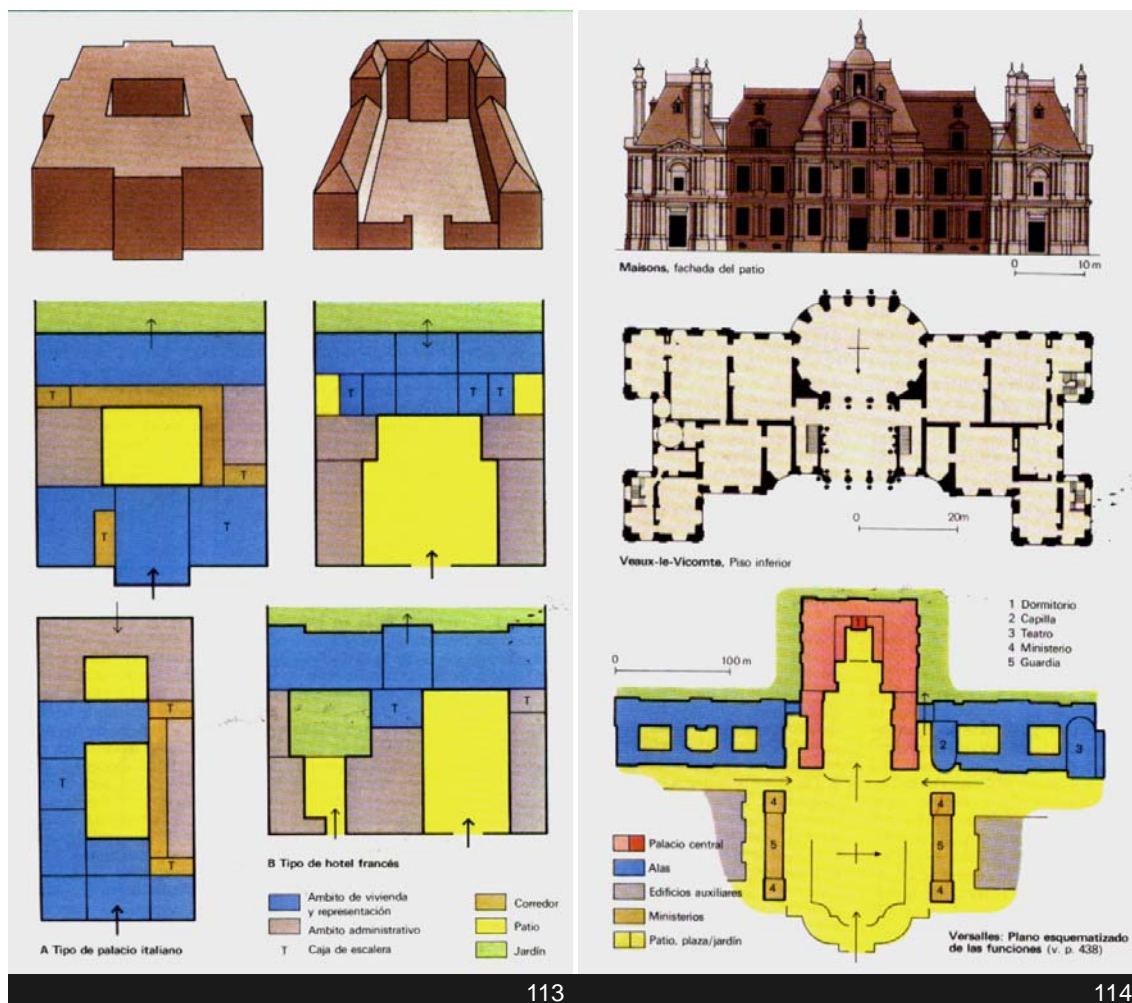 T
T
T
T
T
T
T
A Tipo de palacio italiano
T
T
T
T
T
T
B Tipo de hotel francés
Ambito de vivienda
y representación
Ambito administrativo
T Caja de escalera
Corredor
Patio
Jardín
113
Maisons, fachada del patio
0 10 m
0 20m
Veaux-le-Vicomte, Piso inferior
1 Dormitorio
2 Capilla
3 Teatro
4 Ministerio
5 Guardia
0 100 m
1
2
3
4
4
5
5
4
4
Palacio central
Alas
Edificios auxiliares
Ministerios
Patio, plaza/jardín
Versalles: Plano esquematizado
de las funciones (v. p. 438)
114